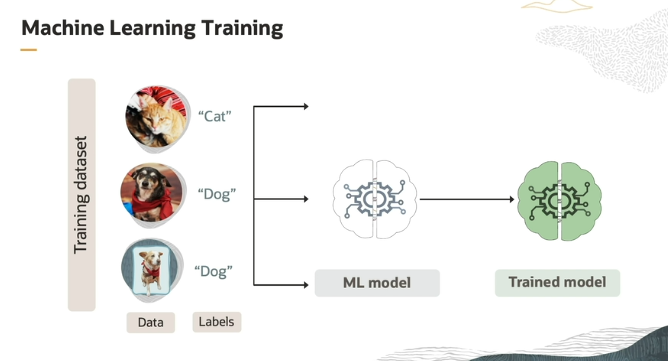 Machine Learning Training
Training dataset
“Cat”
“Dog”
“Dog”
Data
Labels
ML model
Trained model